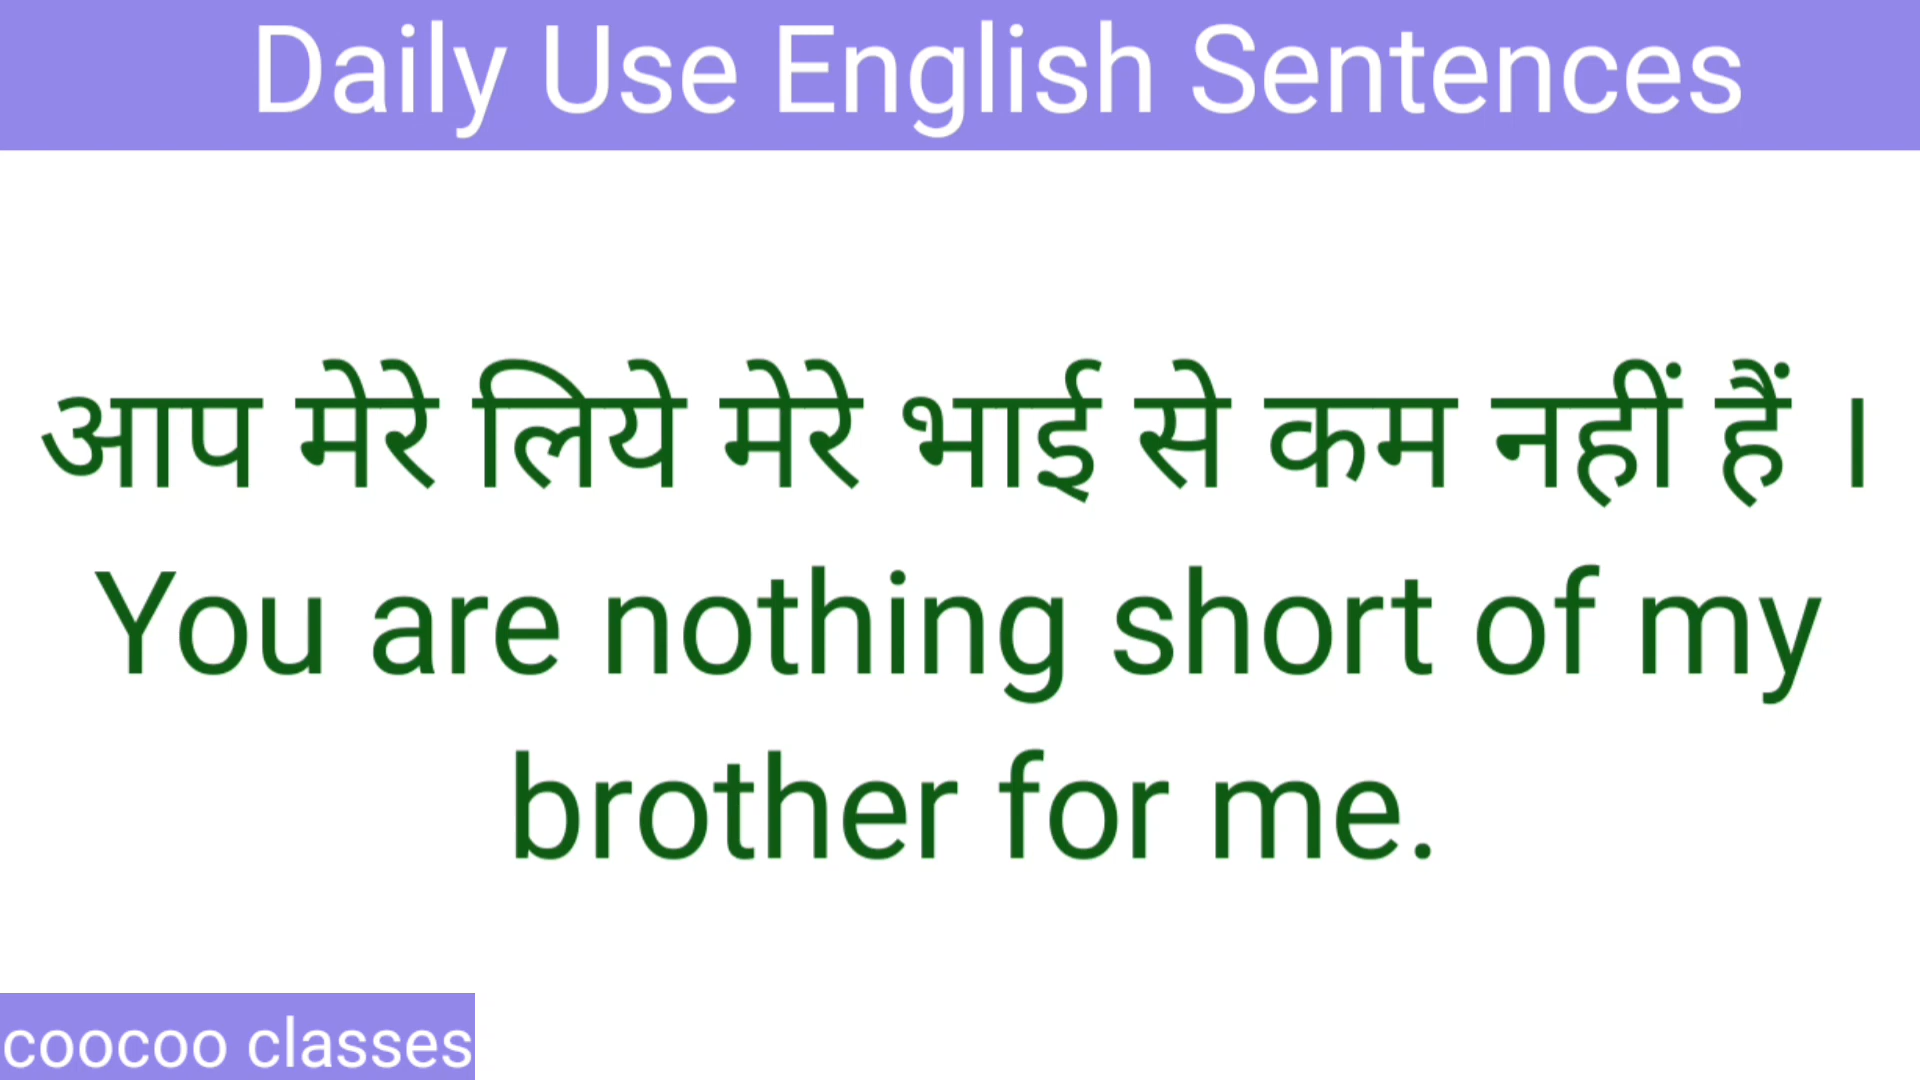 Daily Use English Sentences
आप मेरे लिये मेरे भाई से कम नहीं हैं ।
You are nothing short of my
brother for me.
coocoo classes